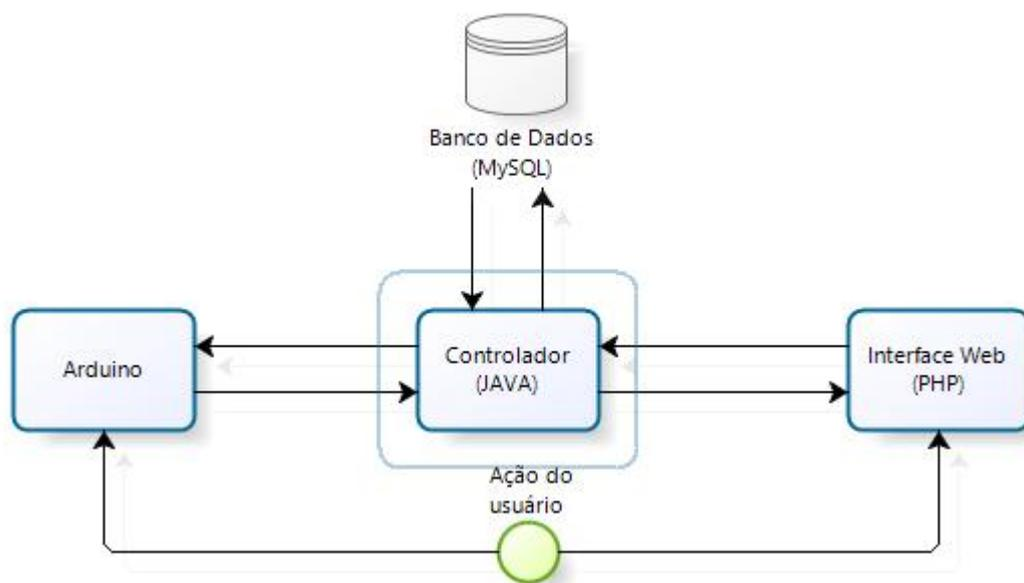 Banco de Dados
(MySQL)
Arduino
Controlador
(JAVA)
Interface Web
(PHP)
Ação do
usuário